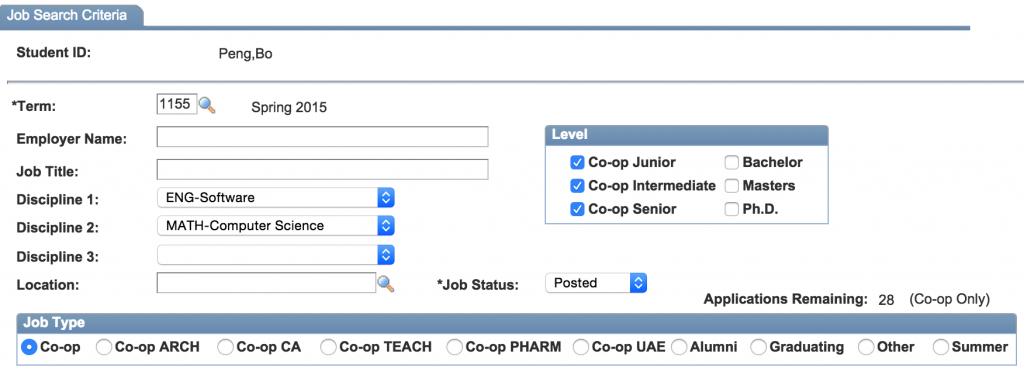 Job Search Criteria
Student ID: Peng,Bo
*Term: 1155 Spring 2015
Employer Name:
Job Title:
Discipline 1: ENG-Software
Discipline 2: MATH-Computer Science
Discipline 3:
Location:
*Job Status: Posted
Level
Co-op Junior Bachelor
Co-op Intermediate Masters
Co-op Senior Ph.D.
Applications Remaining: 28 (Co-op Only)
Job Type
Co-op Co-op ARCH Co-op CA Co-op TEACH Co-op PHARM Co-op UAE Alumni Graduating Other Summer